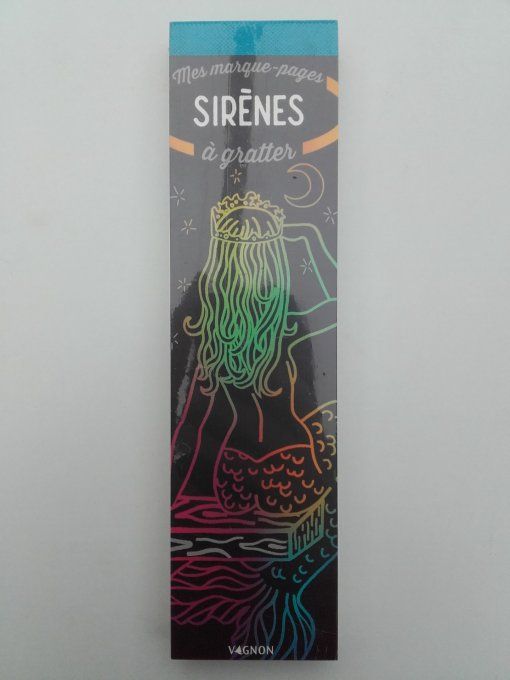 Mes marque-pages
SIRÈNES
à gratter
VAGNON